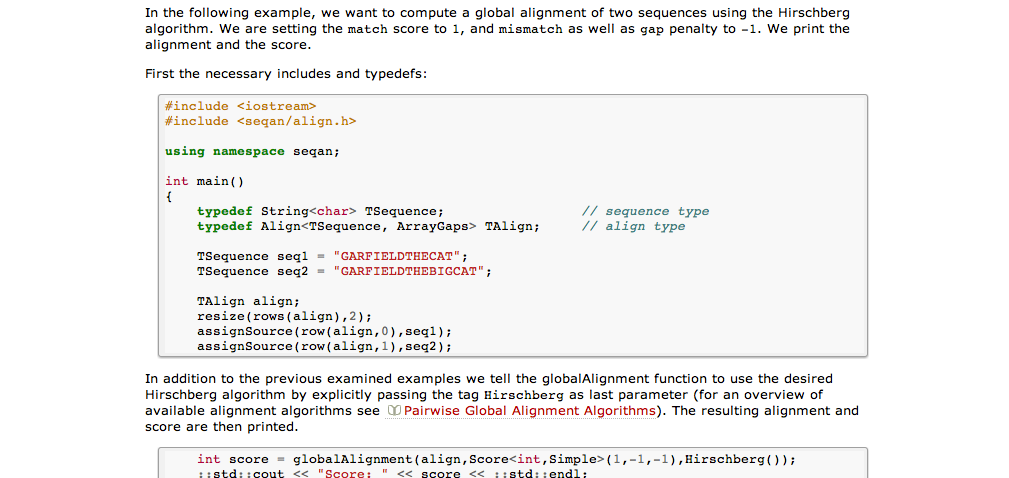 In the following example, we want to compute a global alignment of two sequences using the Hirschberg
algorithm. We are setting the match score to 1, and mismatch as well as gap penalty to -1. We print the
alignment and the score.
First the necessary includes and typedefs:
#include <iostream>
#include <seqan/align.h>
using namespace seqan;
int main()
{
    typedef String<char> TSequence;                 // sequence type
    typedef Align<TSequence, ArrayGaps> TAlign;     // align type
    TSequence seq1 = "GARFIELDTHECAT";
    TSequence seq2 = "GARFIELDTHEBIGCAT";
    TAlign align;
    resize(rows(align),2);
    assignSource(row(align,0),seq1);
    assignSource(row(align,1),seq2);
In addition to the previous examined examples we tell the globalAlignment function to use the desired
Hirschberg algorithm by explicitly passing the tag Hirschberg as last parameter (for an overview of
available alignment algorithms see Pairwise Global Alignment Algorithms). The resulting alignment and
score are then printed.
    int score = globalAlignment(align,Score<int,Simple>(1,-1,-1),Hirschberg());
    ::std::cout << "Score: " << score << ::std::endl;